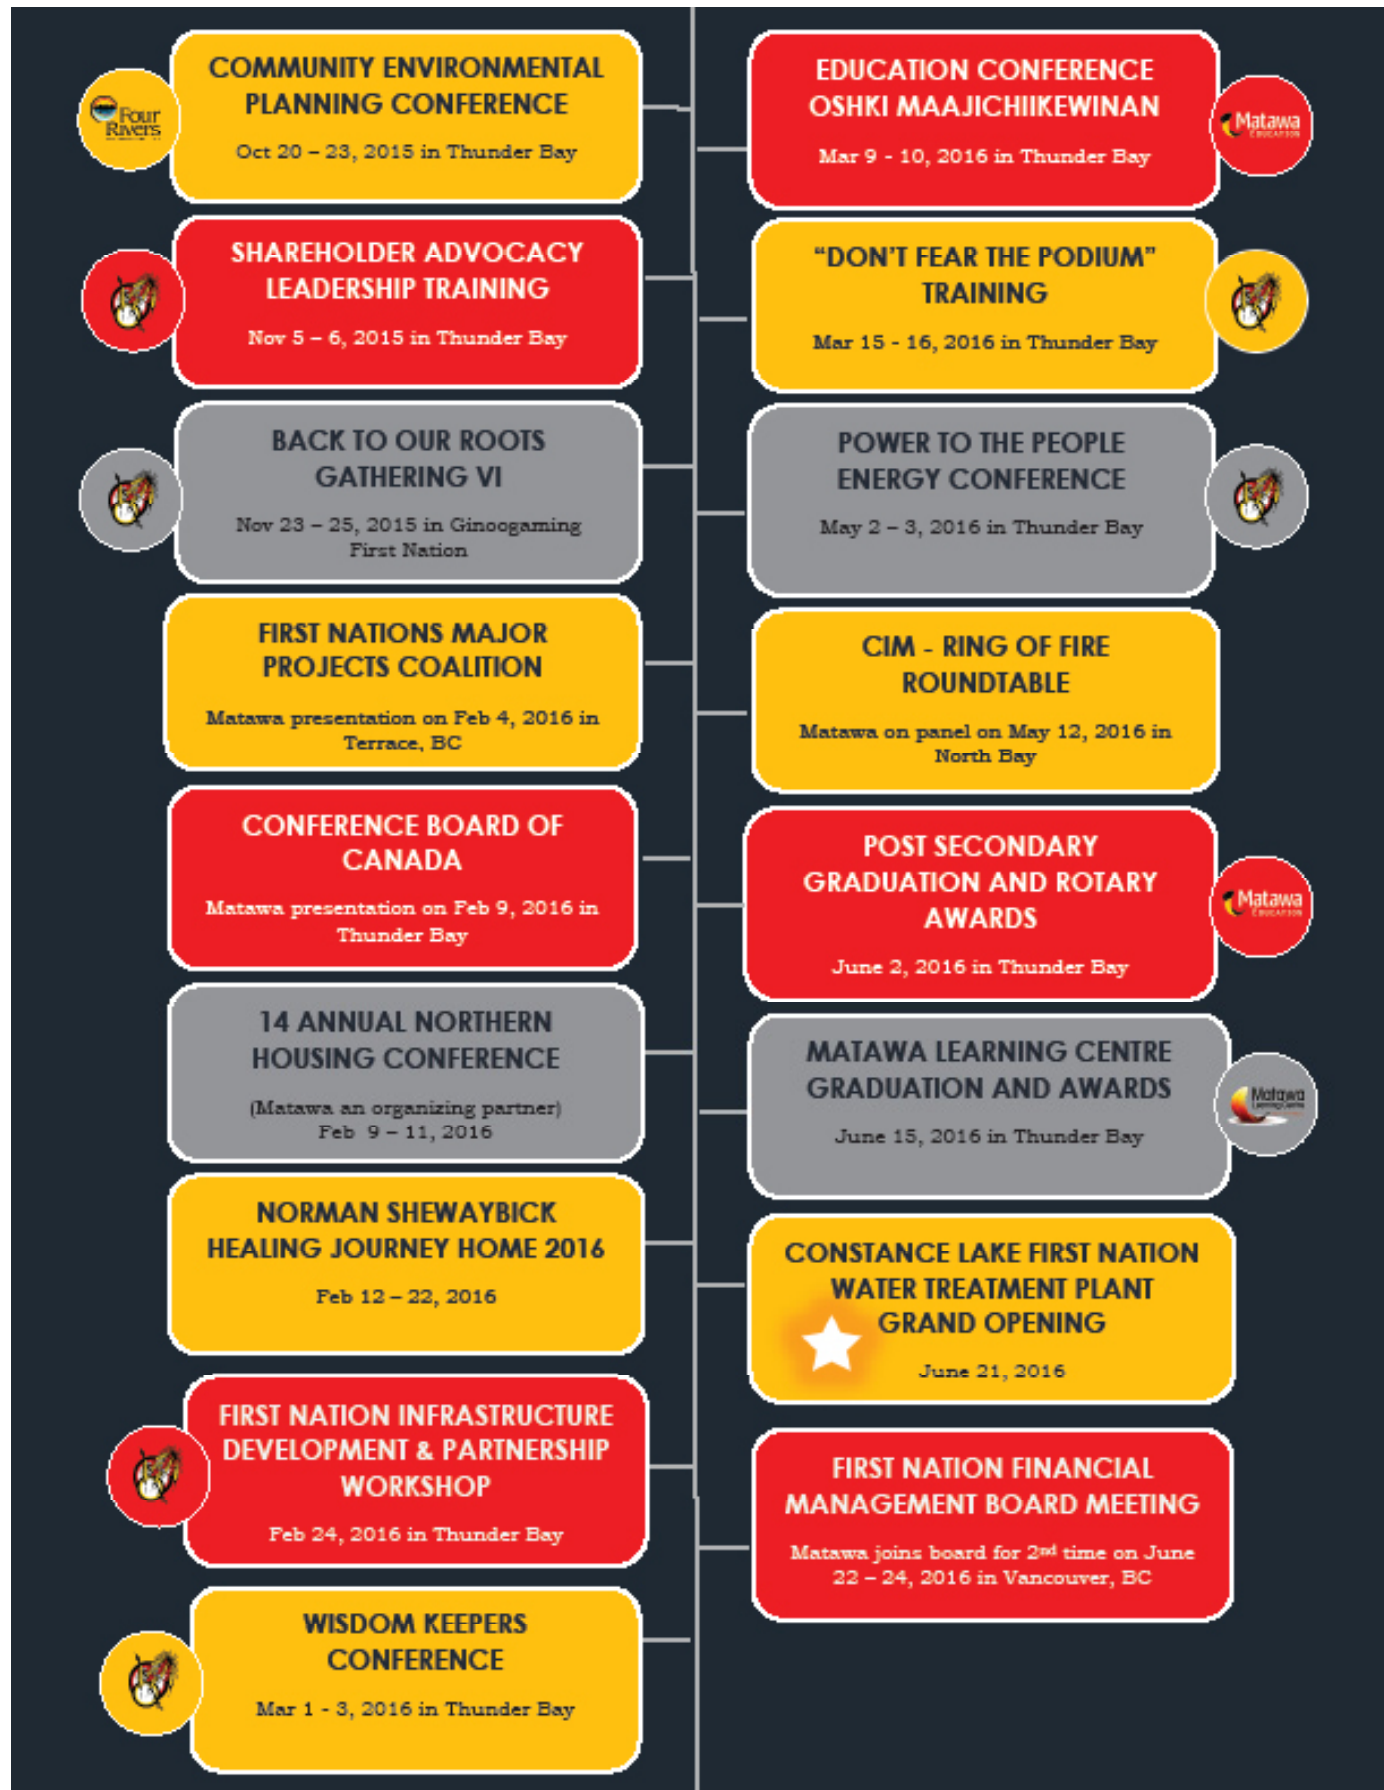 COMMUNITY ENVIRONMENTAL
PLANNING CONFERENCE
Oct 20 – 23, 2015 in Thunder Bay
Four
Rivers
SHAREHOLDER ADVOCACY
LEADERSHIP TRAINING
Nov 5 – 6, 2015 in Thunder Bay
BACK TO OUR ROOTS
GATHERING VI
Nov 23 – 25, 2015 in Ginoogaming
First Nation
FIRST NATIONS MAJOR
PROJECTS COALITION
Matawa presentation on Feb 4, 2016 in
Terrace, BC
CONFERENCE BOARD OF
CANADA
Matawa presentation on Feb 9, 2016 in
Thunder Bay
14 ANNUAL NORTHERN
HOUSING CONFERENCE
(Matawa an organizing partner)
Feb 9 – 11, 2016
NORMAN SHEWAYBICK
HEALING JOURNEY HOME 2016
Feb 12 – 22, 2016
FIRST NATION INFRASTRUCTURE
DEVELOPMENT & PARTNERSHIP
WORKSHOP
Feb 24, 2016 in Thunder Bay
WISDOM KEEPERS
CONFERENCE
Mar 1 - 3, 2016 in Thunder Bay
EDUCATION CONFERENCE
OSHKI MAAJICHIIKEWINAN
Mar 9 - 10, 2016 in Thunder Bay
Matawa
EDUCATION
“DON’T FEAR THE PODIUM”
TRAINING
Mar 15 - 16, 2016 in Thunder Bay
POWER TO THE PEOPLE
ENERGY CONFERENCE
May 2 – 3, 2016 in Thunder Bay
CIM - RING OF FIRE
ROUNDTABLE
Matawa on panel on May 12, 2016 in
North Bay
POST SECONDARY
GRADUATION AND ROTARY
AWARDS
June 2, 2016 in Thunder Bay
Matawa
EDUCATION
MATAWA LEARNING CENTRE
GRADUATION AND AWARDS
June 15, 2016 in Thunder Bay
Matawa
Learning Centre
CONSTANCE LAKE FIRST NATION
WATER TREATMENT PLANT
GRAND OPENING
June 21, 2016
FIRST NATION FINANCIAL
MANAGEMENT BOARD MEETING
Matawa joins board for 2nd time on June
22 – 24, 2016 in Vancouver, BC